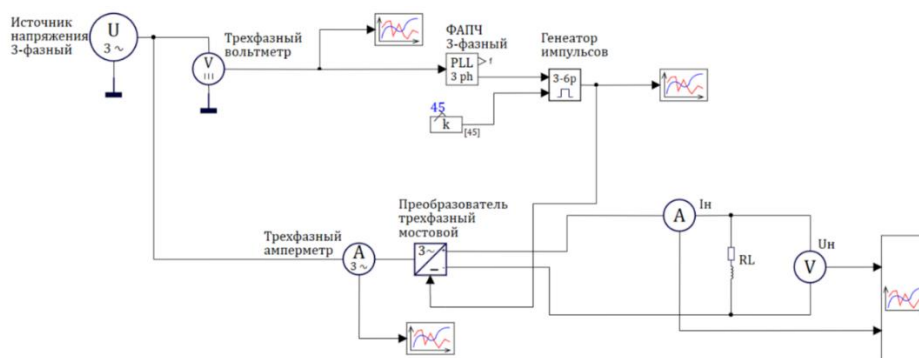 Источник
напряжения
3-фазный
U
3 ~
Трехфазный
вольтметр
V
ФАПЧ
3-фазный
PLL
3 ph
f
Генеатор
импульсов
3-6p
45
k
[45]
Трехфазный
амперметр
A
3 ~
Преобразователь
трехфазный
мостовой
3~
A
Iн
RL
Uн
V